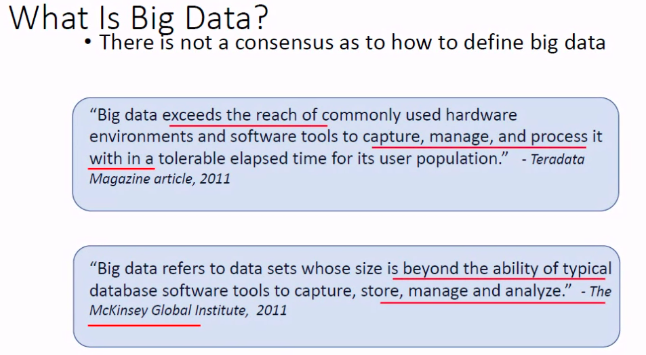 What Is Big Data?
• There is not a consensus as to how to define big data
“Big data exceeds the reach of commonly used hardware
environments and software tools to capture, manage, and process it
with in a tolerable elapsed time for its user population.” - Teradata
Magazine article, 2011
“Big data refers to data sets whose size is beyond the ability of typical
database software tools to capture, store, manage and analyze.” - The
McKinsey Global Institute, 2011